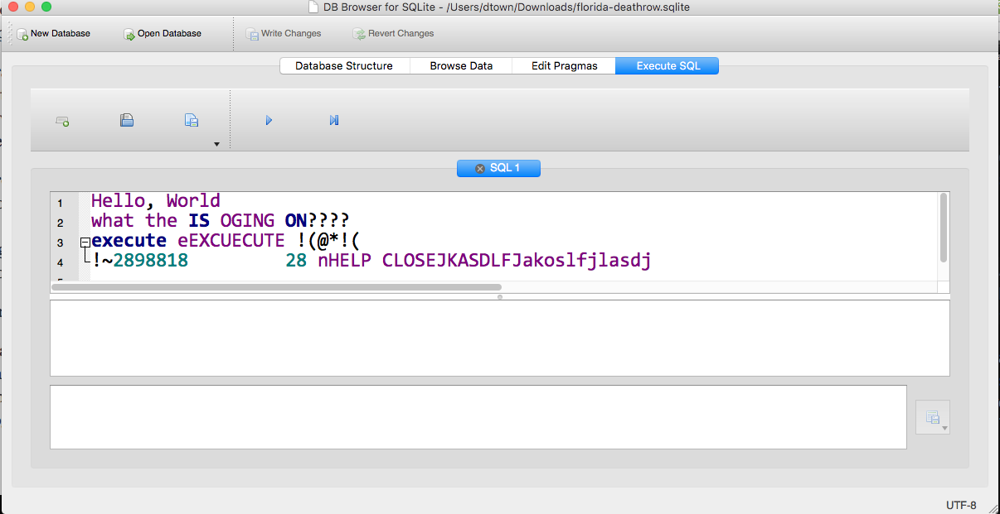 DB Browser for SQLite - /Users/dtown/Downloads/florida-deathrow.sqlite
New Database Open Database Write Changes Revert Changes
Database Structure Browse Data Edit Pragmas Execute SQL
SQL 1
1 Hello, World
2 what the IS OGING ON????
3 execute eEXCUECUTE !(@*!(
4 !~2898818 28 nHELP CLOSEJKASDLFJakoslfjlasdj
UTF-8